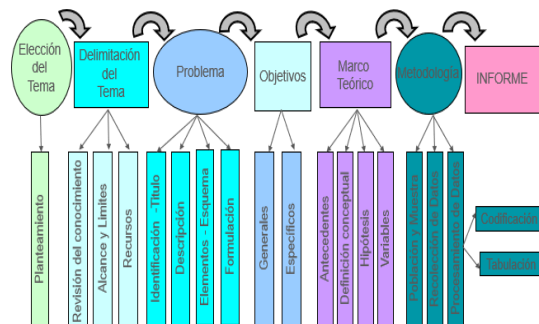 Elección
del
Tema
Delimitación
del
Tema
Problema
Objetivos
Marco
Teórico
Metodología
INFORME
Planteamiento
Revisión del conocimiento
Alcance y Limites
Recursos
Identificación -Titulo
Descripción
Elementos - Esquema
Formulación
Generales
Específicos
Antecedentes
Definición conceptual
Hipótesis
Variables
Población y Muestra
Recolección de Datos
Procesamiento de Datos
Codificación
Tabulación